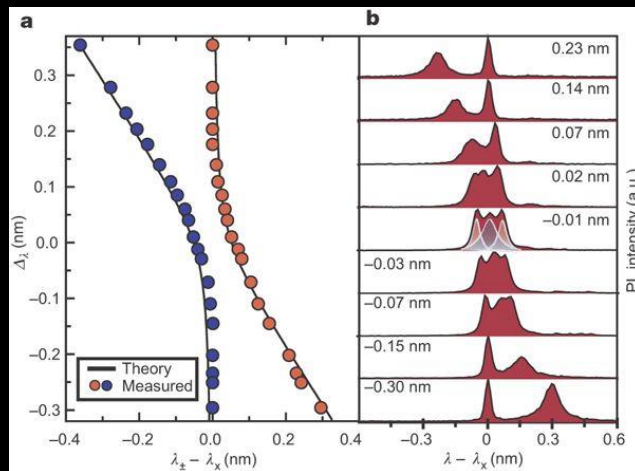 a
Δλ (nm)
0.3
0.2
0.1
0.0
−0.1
−0.2
−0.3
Theory
Measured
−0.4 −0.2 0.0 0.2 0.4
λ± − λx (nm)
b
0.23 nm
0.14 nm
0.07 nm
0.02 nm
−0.01 nm
−0.03 nm
−0.07 nm
−0.15 nm
−0.30 nm
PL intensity (a.u.)
−0.3 0 0.3 0.6
λ − λx (nm)